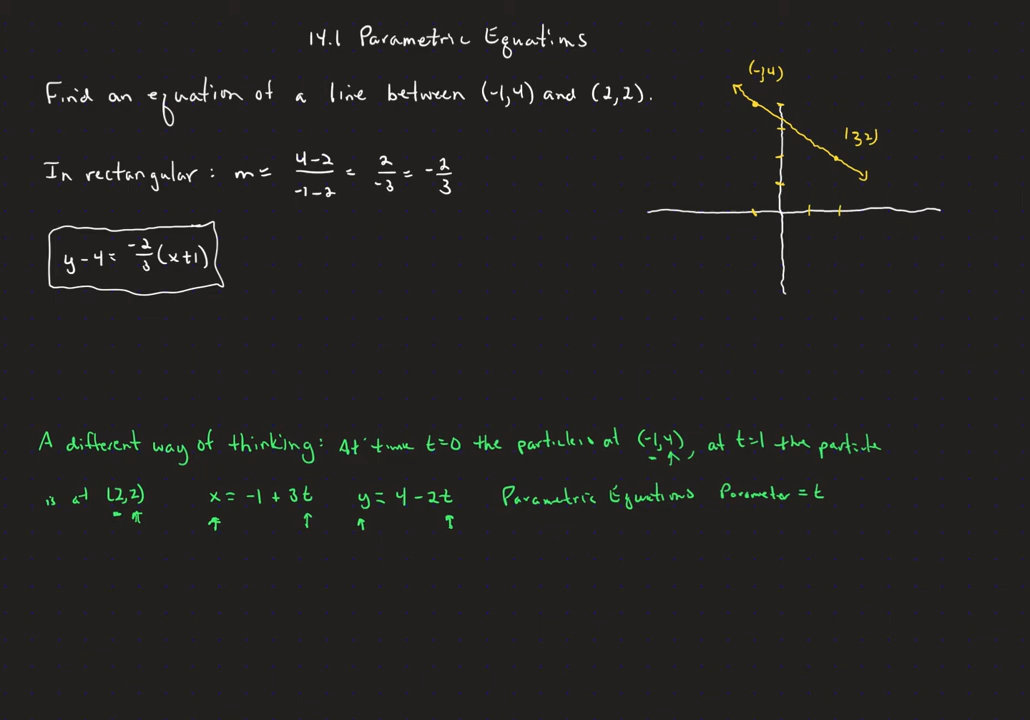 14.1 Parametric Equations
Find an equation of a line between (-1,4) and (2,2).
In rectangular: m = 4-2/-1-2 = 2/-3 = -2/3
y-4 = -2/3 (x+1)
(-1,4)
(3,2)
A different way of thinking: At time t=0 the particle is at (-1,4), at t=1 the particle
is at (2,2) x = -1 + 3t y = 4 - 2t Parametric Equations Parameter = t